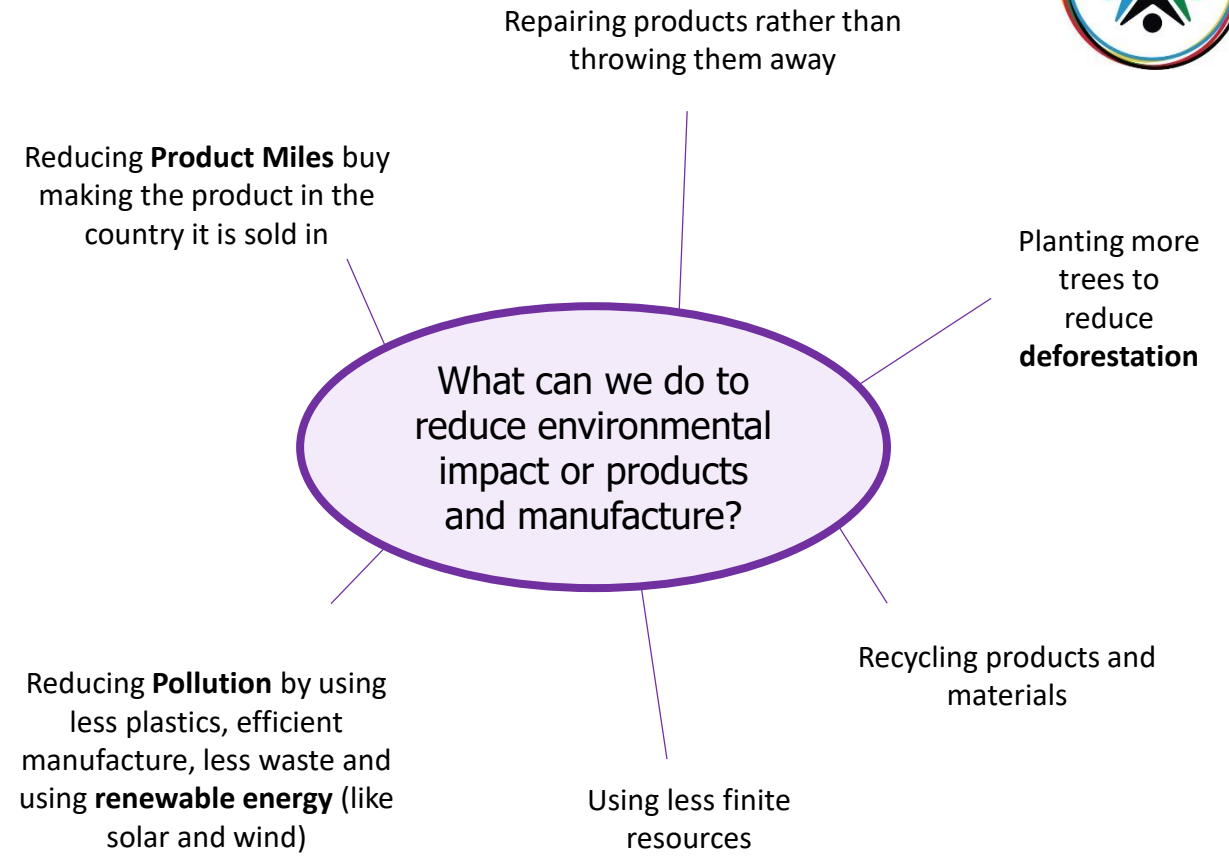 Repairing products rather than
throwing them away
Reducing Product Miles buy
making the product in the
country it is sold in
Planting more
trees to
reduce
deforestation
What can we do to
reduce environmental
impact or products
and manufacture?
Reducing Pollution by using
less plastics, efficient
manufacture, less waste and
using renewable energy (like
solar and wind)
Recycling products and
materials
Using less finite
resources